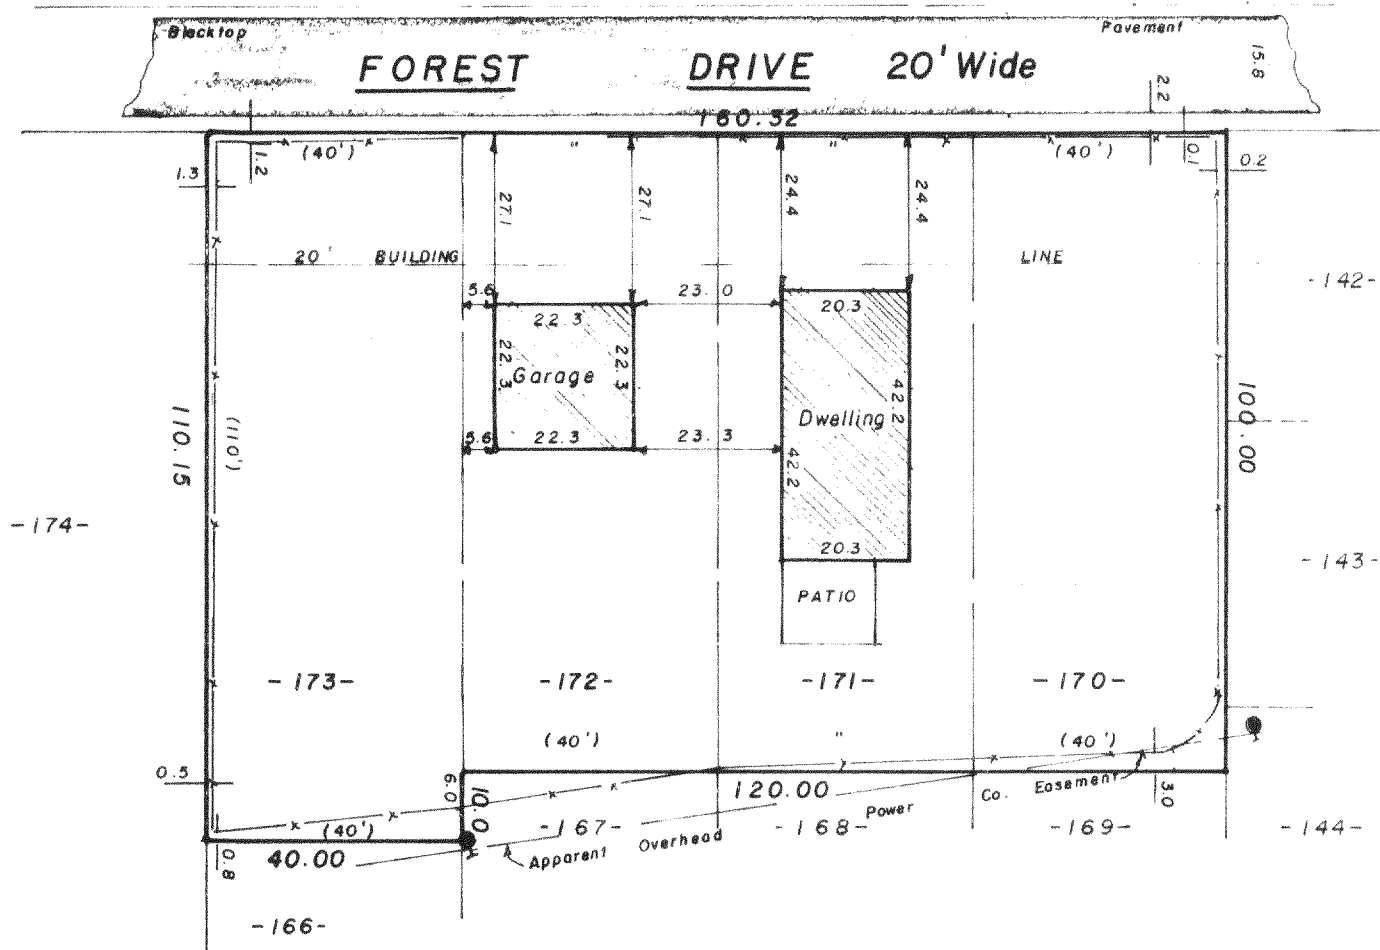 Blacktop Pavement
FOREST DRIVE 20' Wide
15.8
2.2
160.32
(40') " " (40')
1.2
0.1
0.2
1.3
27.1 27.1 24.4 24.4
20' BUILDING LINE
-142-
5.6 23.0
22.3 20.3
22.3 22.3
Garage
42.2
110.15
(110')
100.00
Dwelling
5.6 22.3 23.3
42.2
-174-
20.3
-143-
PATIO
-173- -172- -171- -170-
(40') " (40')
0.5
6.0
10.0
120.00
Power Co. Easement
3.0
(40')
-167- -168- -169- -144-
Apparent Overhead
40.00
0.8
-166-